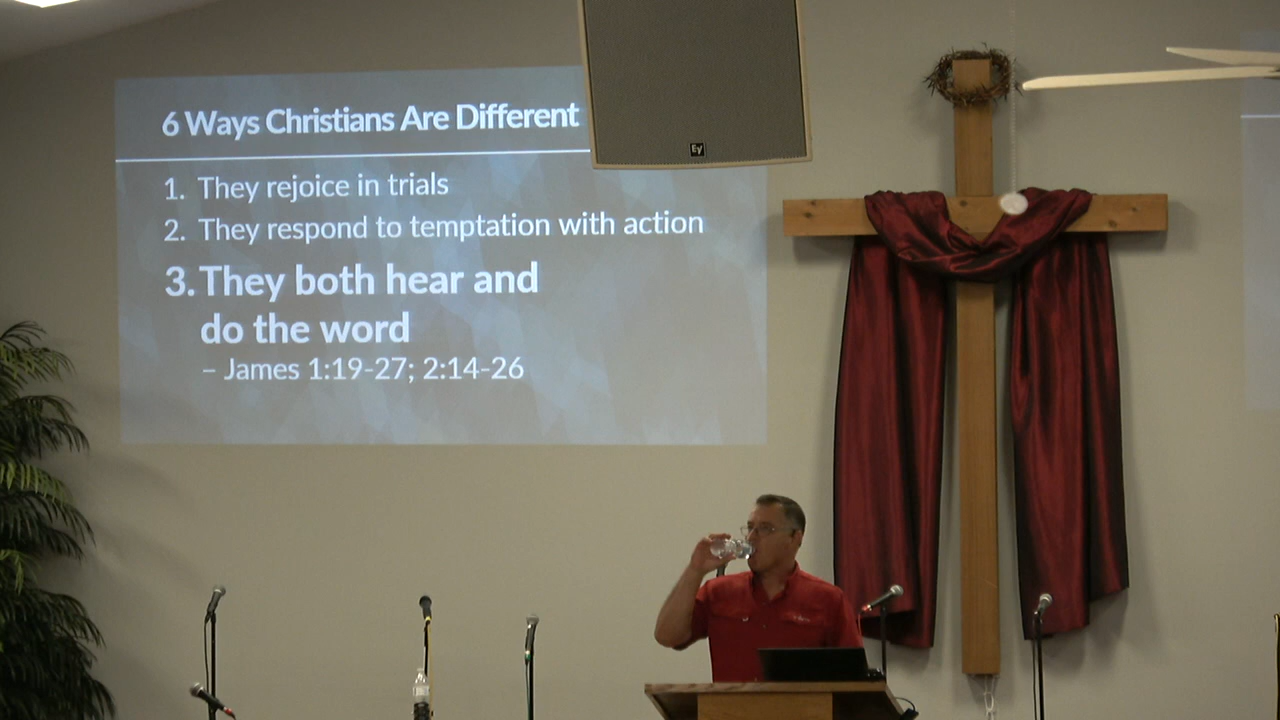 6 Ways Christians Are Different
1. They rejoice in trials
2. They respond to temptation with action
3. They both hear and
do the word
– James 1:19-27; 2:14-26
EV